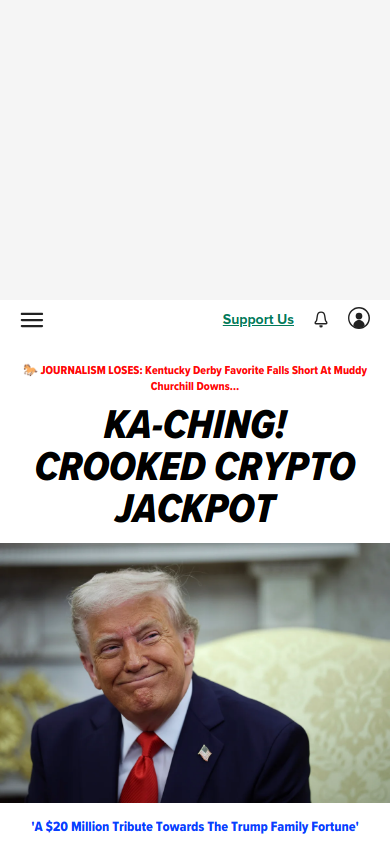 Support Us
🐎 JOURNALISM LOSES: Kentucky Derby Favorite Falls Short At Muddy
Churchill Downs...
KA-CHING!
CROOKED CRYPTO
JACKPOT
'A $20 Million Tribute Towards The Trump Family Fortune'